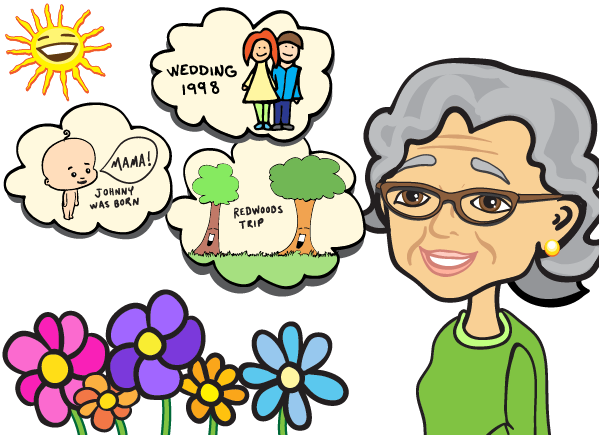 WEDDING
1998
MAMA!
JOHNNY
WAS BORN
REDWOODS
TRIP